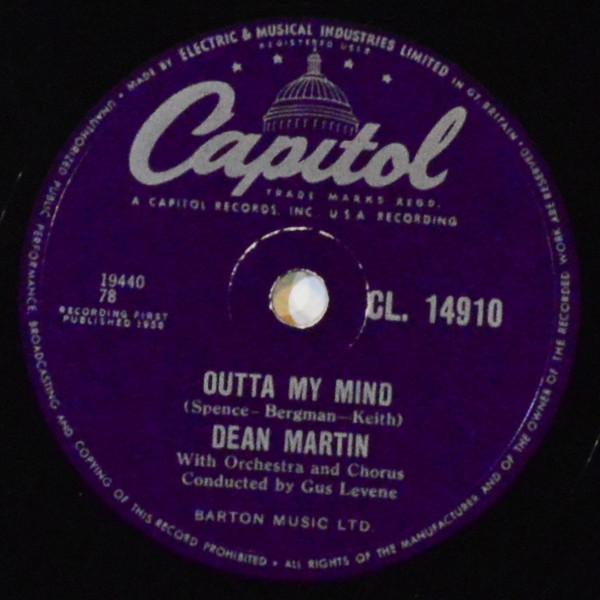 MADE BY ELECTRIC & MUSICAL INDUSTRIES LIMITED IN GT BRITAIN · ALL RIGHTS OF THE MANUFACTURER AND OF THE OWNER OF THE RECORDED WORK ARE RESERVED
UNAUTHORIZED PUBLIC PERFORMANCE BROADCASTING AND COPYING OF THIS RECORD PROHIBITED
REGISTERED USER
Capitol
TRADE MARKS REGD.
A CAPITOL RECORDS, INC. U S A RECORDING
19440
78
RECORDING FIRST
PUBLISHED 1958
CL. 14910
OUTTA MY MIND
(Spence-Bergman-Keith)
DEAN MARTIN
With Orchestra and Chorus
Conducted by Gus Levene
BARTON MUSIC LTD.